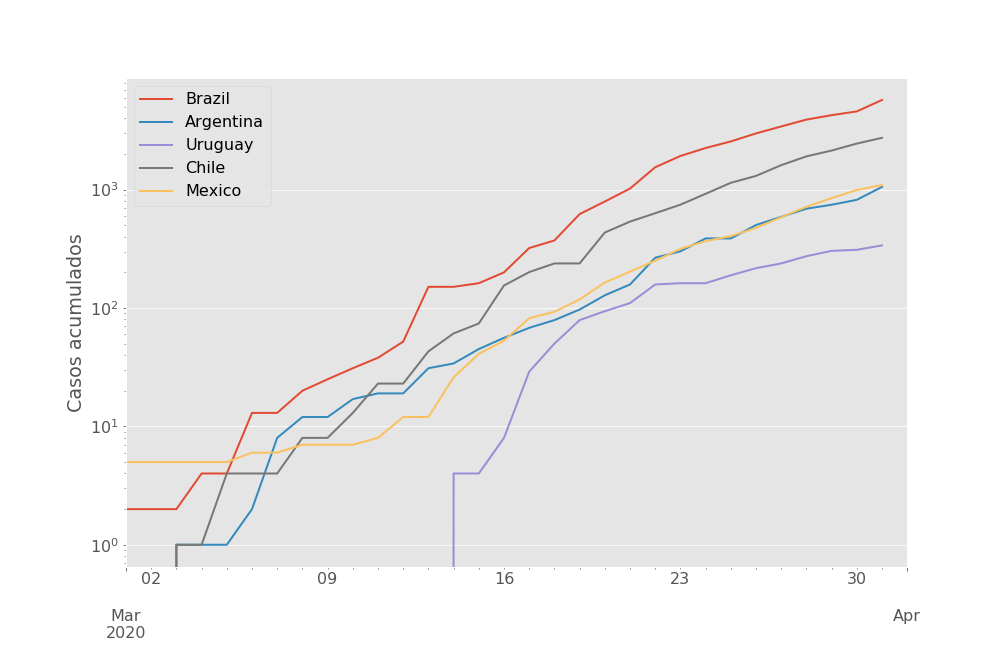 Brazil
Argentina
Uruguay
Chile
Mexico
Casos acumulados
10³
10²
10¹
10⁰
02 09 16 23 30
Mar Apr
2020